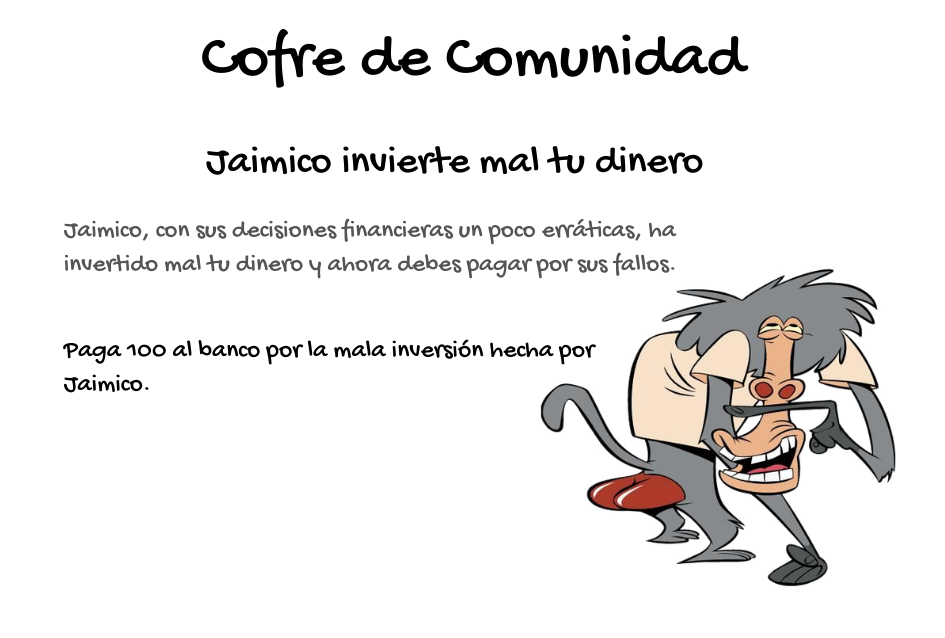 Cofre de Comunidad
Jaimico invierte mal tu dinero
Jaimico, con sus decisiones financieras un poco erráticas, ha
invertido mal tu dinero y ahora debes pagar por sus fallos.
Paga 100 al banco por la mala inversión hecha por
Jaimico.